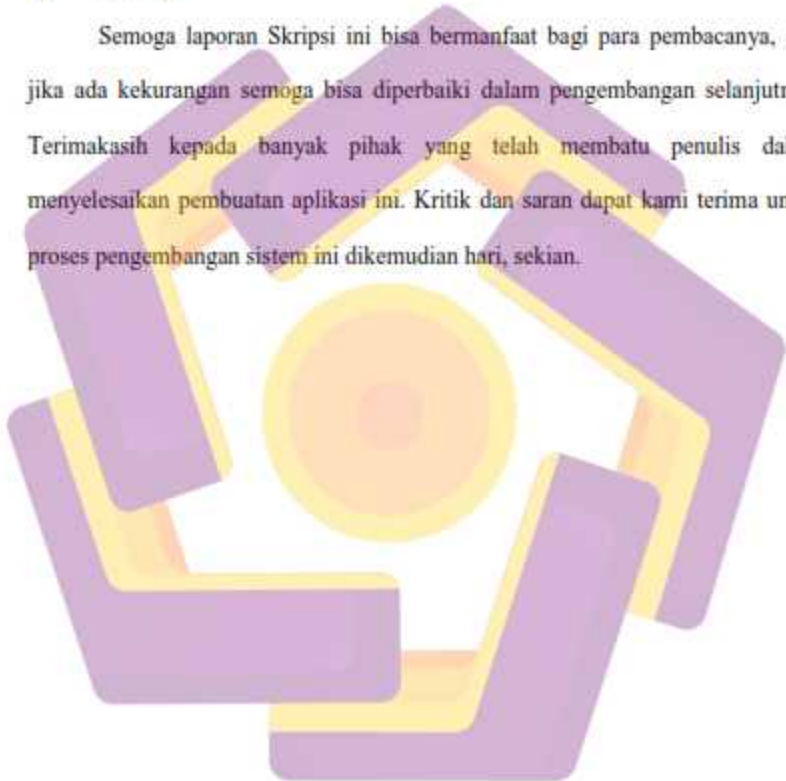 Semoga laporan Skripsi ini bisa bermanfaat bagi para pembacanya,
jika ada kekurangan semoga bisa diperbaiki dalam pengembangan
Terimakasih kepada banyak pihak yang telah membatu penulis
menyelesaikan pembuatan aplikasi ini. Kritik dan saran dapat kami terima
proses pengembangan sistem ini dikemudian hari, sekian.